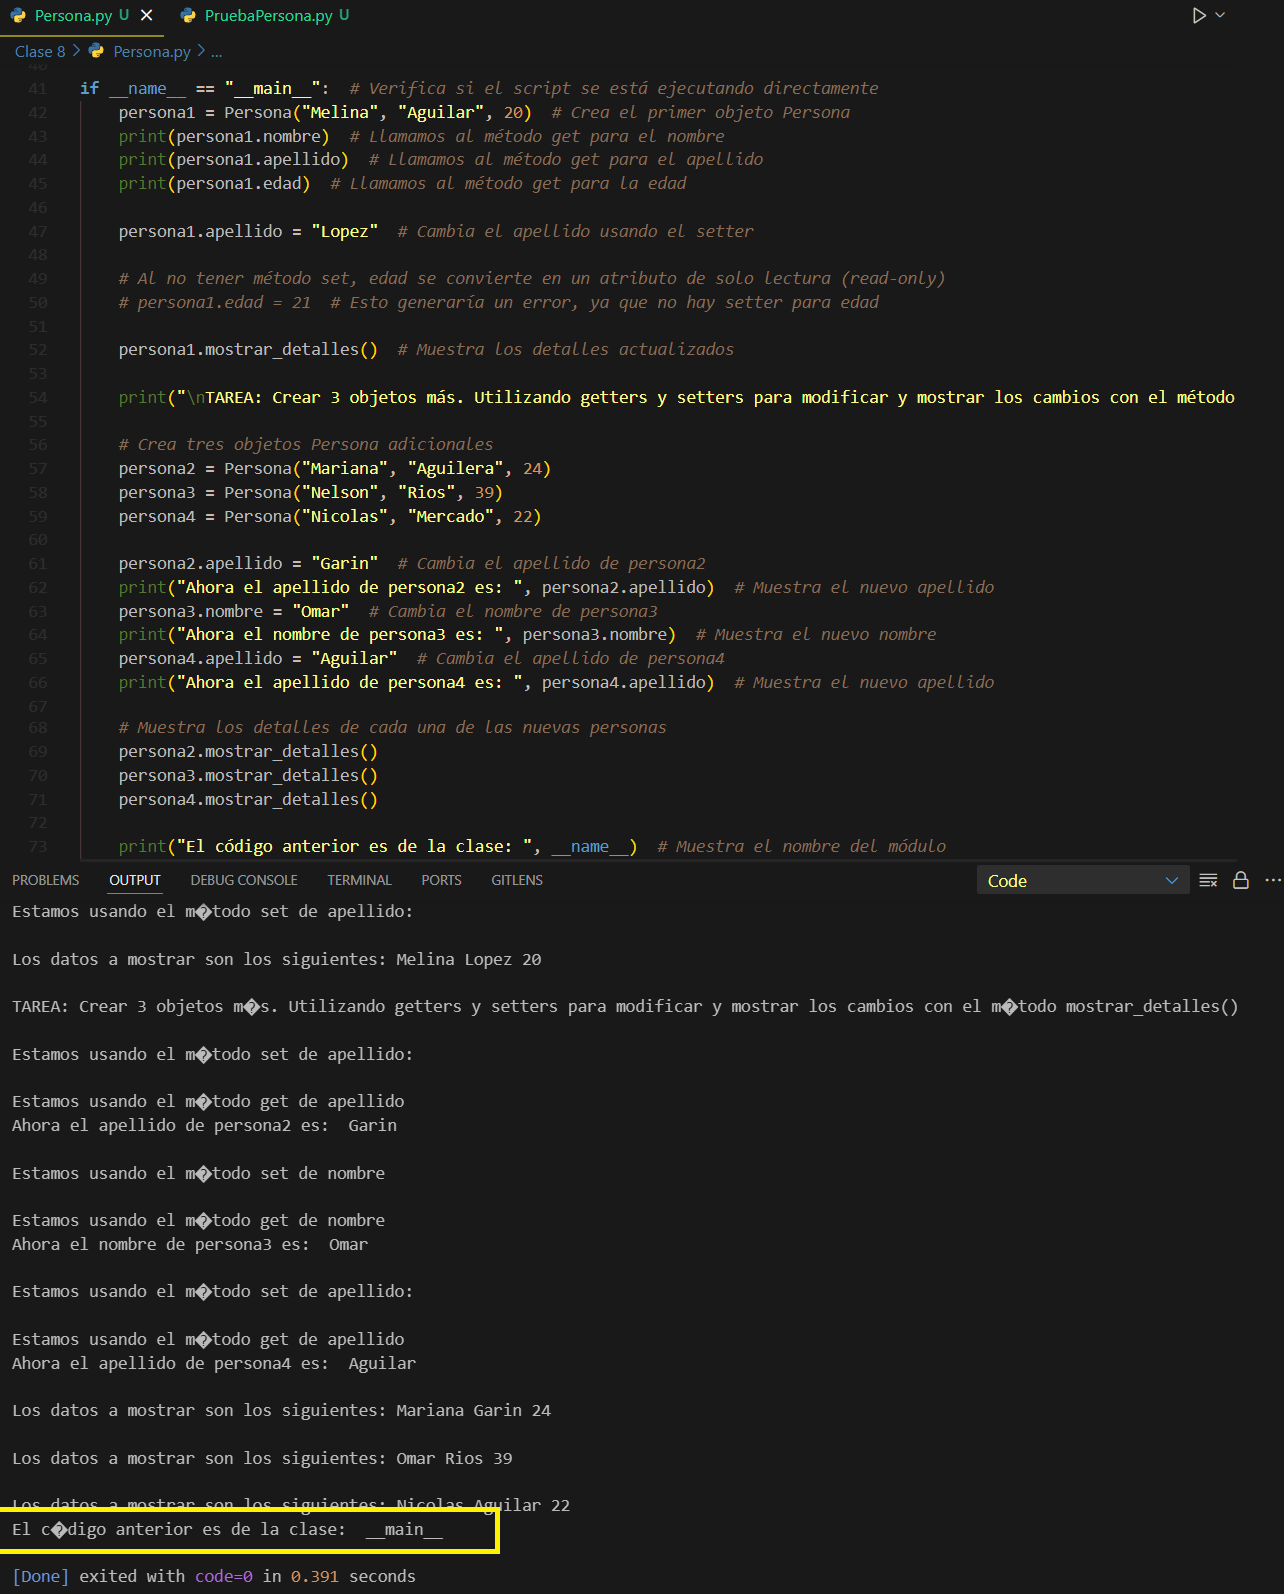 Persona.py U
PruebaPersona.py U
Clase 8 > Persona.py > ...
40
41 if __name__ == "__main__":  # Verifica si el script se está ejecutando directamente
42     persona1 = Persona("Melina", "Aguilar", 20)  # Crea el primer objeto Persona
43     print(persona1.nombre)  # Llamamos al método get para el nombre
44     print(persona1.apellido)  # Llamamos al método get para el apellido
45     print(persona1.edad)  # Llamamos al método get para la edad
46
47     persona1.apellido = "Lopez"  # Cambia el apellido usando el setter
48
49     # Al no tener método set, edad se convierte en un atributo de solo lectura (read-only)
50     # persona1.edad = 21  # Esto generaría un error, ya que no hay setter para edad
51
52     persona1.mostrar_detalles()  # Muestra los detalles actualizados
53
54     print("\nTAREA: Crear 3 objetos más. Utilizando getters y setters para modificar y mostrar los cambios con el método
55
56     # Crea tres objetos Persona adicionales
57     persona2 = Persona("Mariana", "Aguilera", 24)
58     persona3 = Persona("Nelson", "Rios", 39)
59     persona4 = Persona("Nicolas", "Mercado", 22)
60
61     persona2.apellido = "Garin"  # Cambia el apellido de persona2
62     print("Ahora el apellido de persona2 es: ", persona2.apellido)  # Muestra el nuevo apellido
63     persona3.nombre = "Omar"  # Cambia el nombre de persona3
64     print("Ahora el nombre de persona3 es: ", persona3.nombre)  # Muestra el nuevo nombre
65     persona4.apellido = "Aguilar"  # Cambia el apellido de persona4
66     print("Ahora el apellido de persona4 es: ", persona4.apellido)  # Muestra el nuevo apellido
67
68     # Muestra los detalles de cada una de las nuevas personas
69     persona2.mostrar_detalles()
70     persona3.mostrar_detalles()
71     persona4.mostrar_detalles()
72
73     print("El código anterior es de la clase: ", __name__)  # Muestra el nombre del módulo
PROBLEMS OUTPUT DEBUG CONSOLE TERMINAL PORTS GITLENS Code
Estamos usando el m�todo set de apellido:
Los datos a mostrar son los siguientes: Melina Lopez 20
TAREA: Crear 3 objetos m�s. Utilizando getters y setters para modificar y mostrar los cambios con el m�todo mostrar_detalles()
Estamos usando el m�todo set de apellido:
Estamos usando el m�todo get de apellido
Ahora el apellido de persona2 es:  Garin
Estamos usando el m�todo set de nombre
Estamos usando el m�todo get de nombre
Ahora el nombre de persona3 es:  Omar
Estamos usando el m�todo set de apellido:
Estamos usando el m�todo get de apellido
Ahora el apellido de persona4 es:  Aguilar
Los datos a mostrar son los siguientes: Mariana Garin 24
Los datos a mostrar son los siguientes: Omar Rios 39
Los datos a mostrar son los siguientes: Nicolas Aguilar 22
El c�digo anterior es de la clase:  __main__
[Done] exited with code=0 in 0.391 seconds